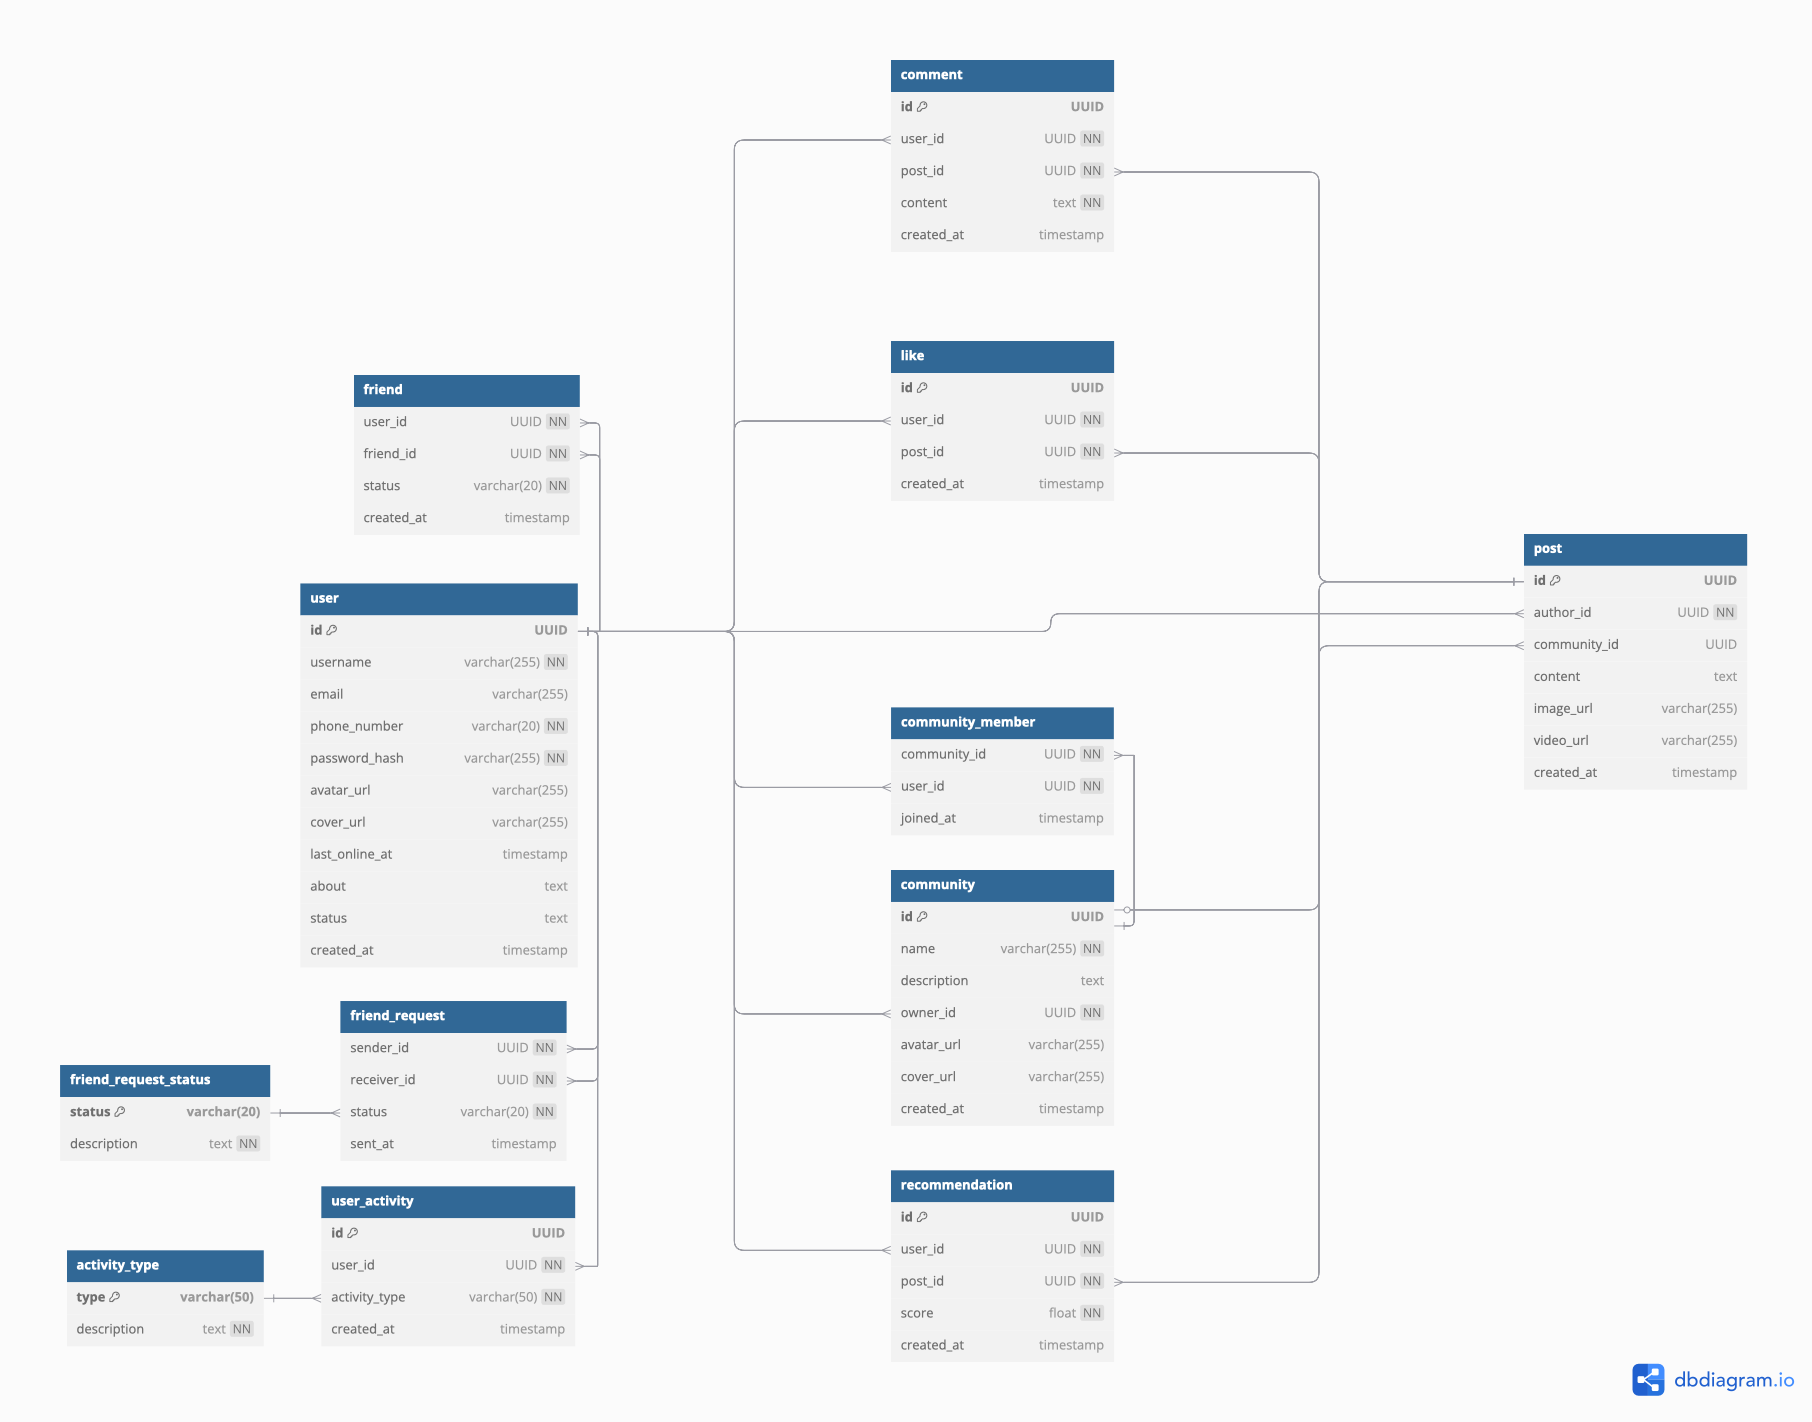 comment
id UUID
user_id UUID NN
post_id UUID NN
content text NN
created_at timestamp
like
id UUID
user_id UUID NN
post_id UUID NN
created_at timestamp
friend
user_id UUID NN
friend_id UUID NN
status varchar(20) NN
created_at timestamp
post
id UUID
author_id UUID NN
community_id UUID
content text
image_url varchar(255)
video_url varchar(255)
created_at timestamp
user
id UUID
username varchar(255) NN
email varchar(255)
phone_number varchar(20) NN
password_hash varchar(255) NN
avatar_url varchar(255)
cover_url varchar(255)
last_online_at timestamp
about text
status text
created_at timestamp
community_member
community_id UUID NN
user_id UUID NN
joined_at timestamp
community
id UUID
name varchar(255) NN
description text
owner_id UUID NN
avatar_url varchar(255)
cover_url varchar(255)
created_at timestamp
friend_request
sender_id UUID NN
receiver_id UUID NN
status varchar(20) NN
sent_at timestamp
friend_request_status
status varchar(20)
description text NN
user_activity
id UUID
user_id UUID NN
activity_type varchar(50) NN
created_at timestamp
activity_type
type varchar(50)
description text NN
recommendation
id UUID
user_id UUID NN
post_id UUID NN
score float NN
created_at timestamp
dbdiagram.io